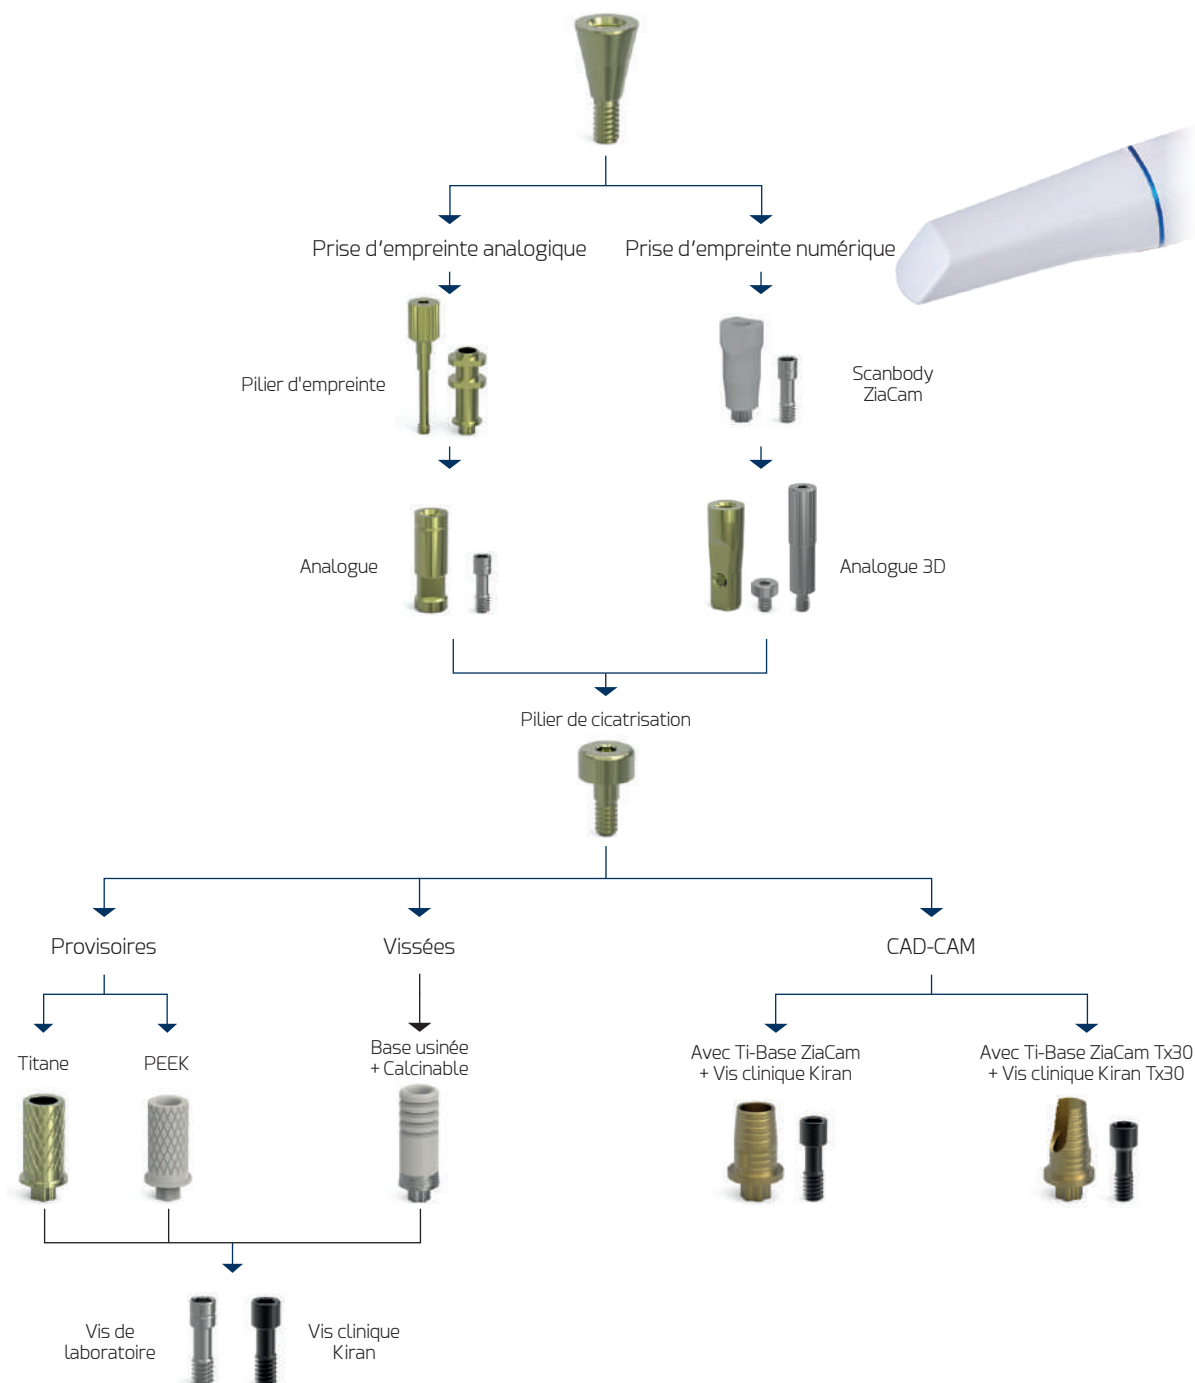 Prise d’empreinte analogique
Prise d’empreinte numérique
Pilier d'empreinte
Scanbody
ZiaCam
Analogue
Analogue 3D
Pilier de cicatrisation
Provisoires
Vissées
CAD-CAM
Titane
PEEK
Base usinée
+ Calcinable
Avec Ti-Base ZiaCam
+ Vis clinique Kiran
Avec Ti-Base ZiaCam Tx30
+ Vis clinique Kiran Tx30
Vis de
laboratoire
Vis clinique
Kiran